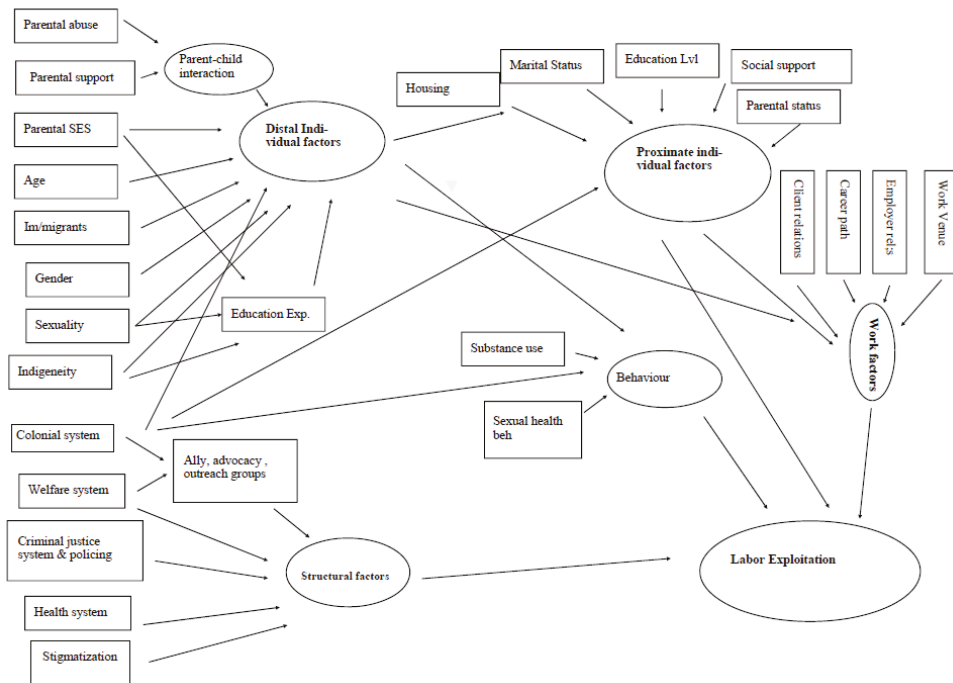 Parental abuse
Parental support
Parental SES
Age
Im/migrants
Gender
Sexuality
Indigeneity
Colonial system
Welfare system
Criminal justice
system & policing
Health system
Stigmatization
Parent-child
interaction
Distal Indi-
vidual factors
Education Exp.
Ally, advocacy ,
outreach groups
Structural factors
Housing
Marital Status
Education Lvl
Social support
Parental status
Proximate indi-
vidual factors
Client relations
Career path
Employer rel;s
Work Venue
Work factors
Substance use
Sexual health
beh
Behaviour
Labor Exploitation